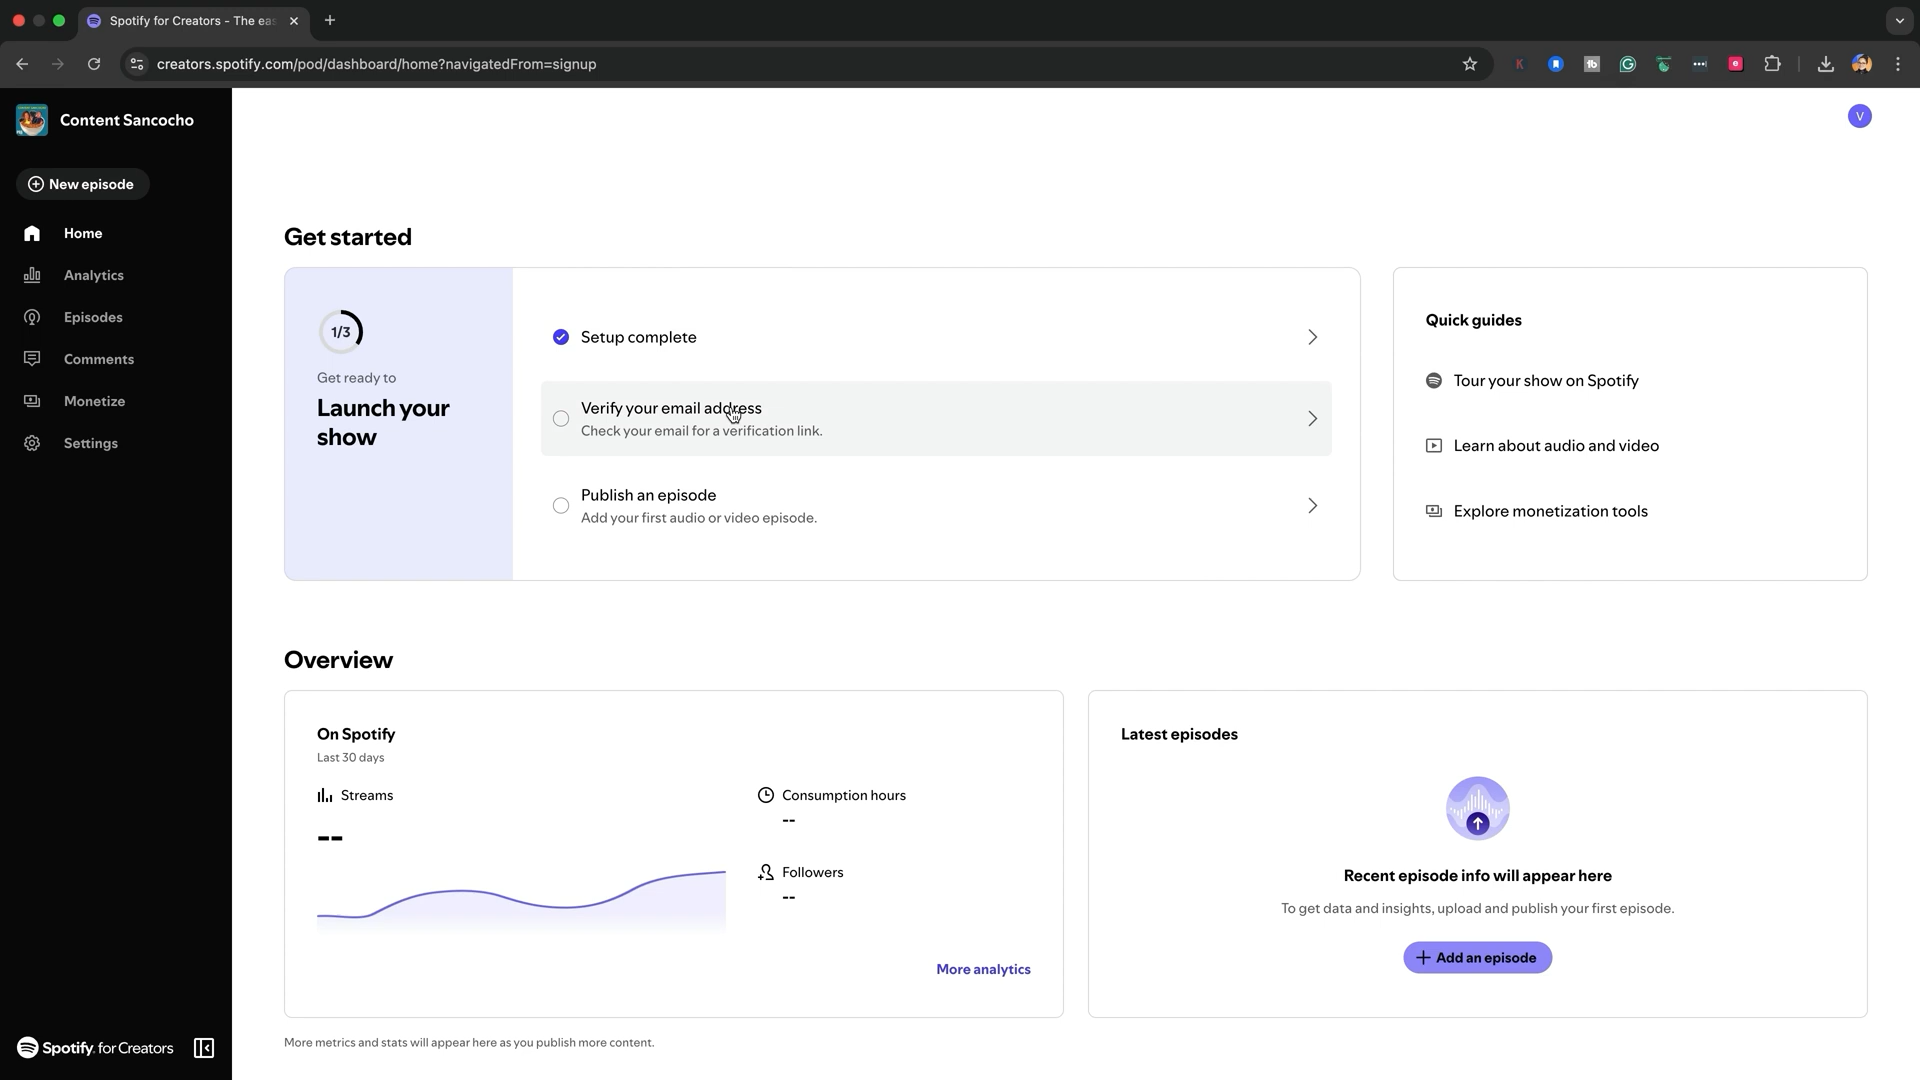 Spotify for Creators - The eas
creators.spotify.com/pod/dashboard/home?navigatedFrom=signup
Content Sancocho
V
New episode
Home
Analytics
Episodes
Comments
Monetize
Settings
Get started
1/3
Get ready to
Launch your
show
Setup complete
Verify your email address
Check your email for a verification link.
Publish an episode
Add your first audio or video episode.
Quick guides
Tour your show on Spotify
Learn about audio and video
Explore monetization tools
Overview
On Spotify
Last 30 days
Streams
--
Consumption hours
--
Followers
--
More analytics
Latest episodes
Recent episode info will appear here
To get data and insights, upload and publish your first episode.
+ Add an episode
More metrics and stats will appear here as you publish more content.
Spotify for Creators